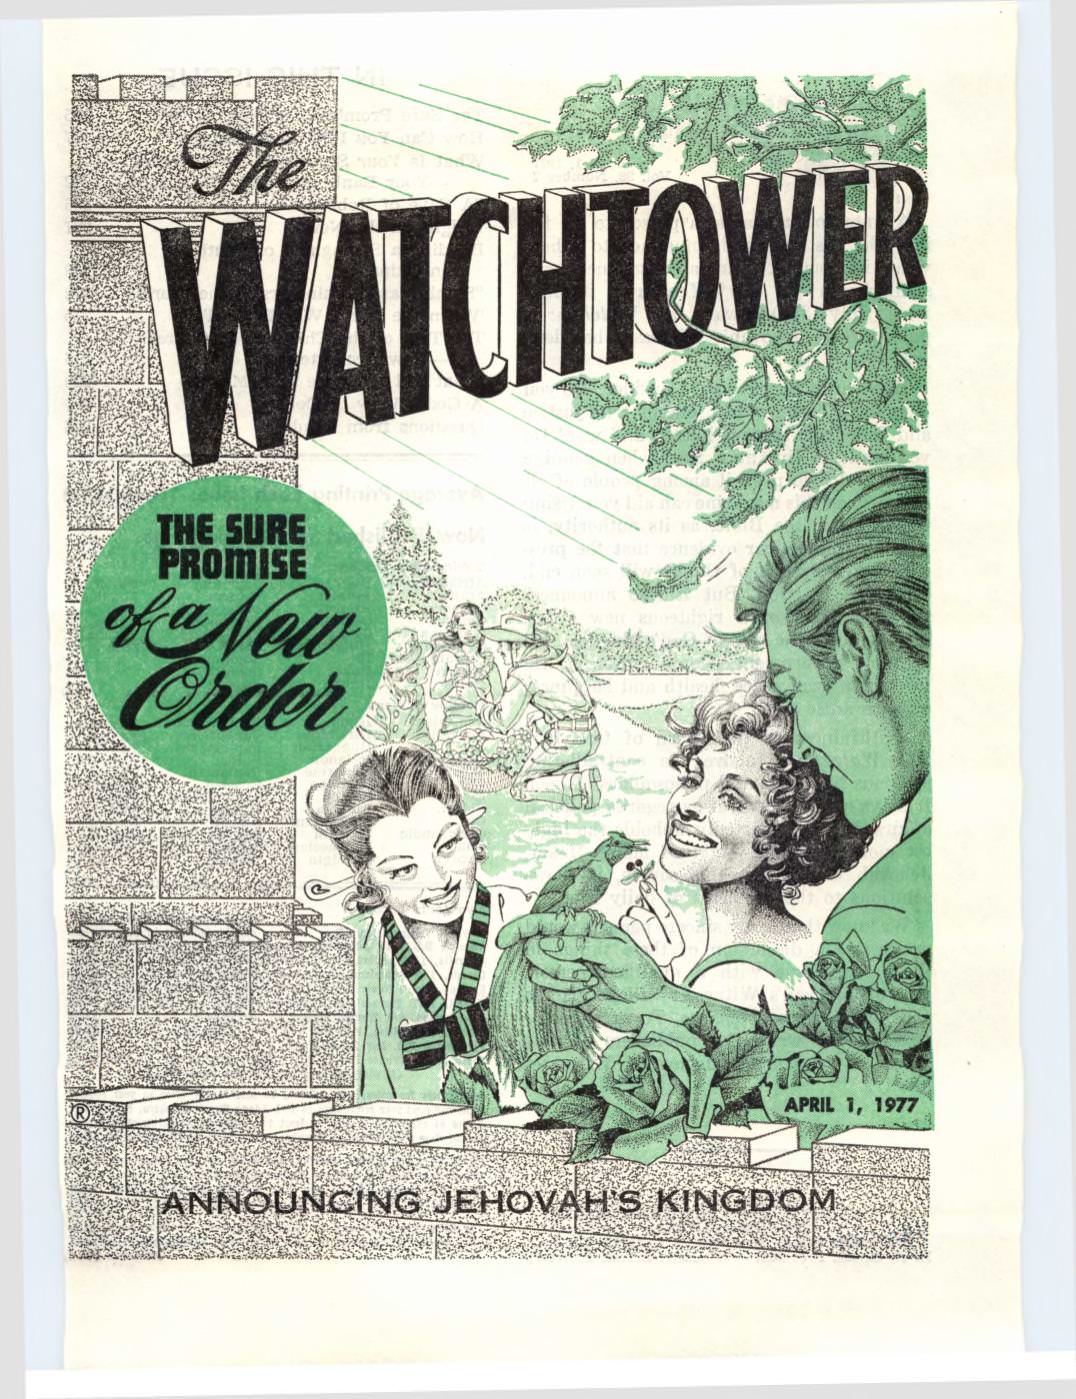 The
WATCHTOWER
THE SURE
PROMISE
of a New
Order
®
APRIL 1, 1977
ANNOUNCING JEHOVAH'S KINGDOM